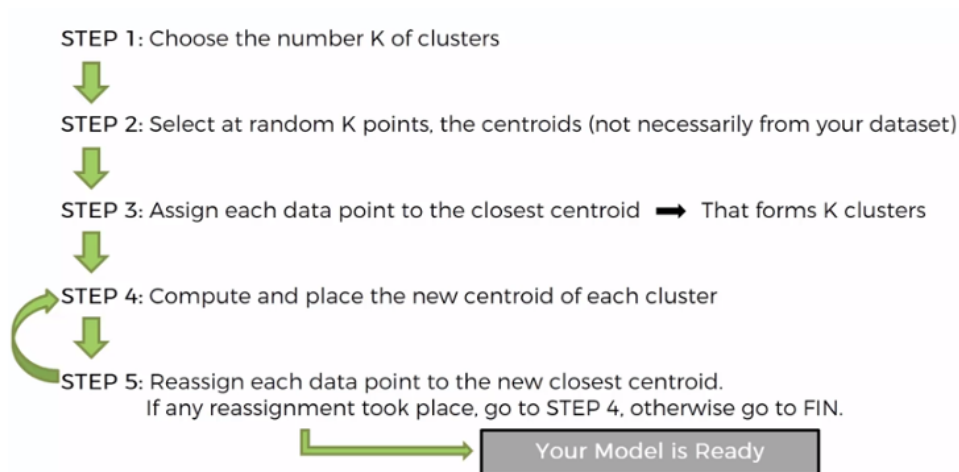 STEP 1: Choose the number K of clusters
STEP 2: Select at random K points, the centroids (not necessarily from your dataset)
STEP 3: Assign each data point to the closest centroid ➡ That forms K clusters
STEP 4: Compute and place the new centroid of each cluster
STEP 5: Reassign each data point to the new closest centroid.
If any reassignment took place, go to STEP 4, otherwise go to FIN.
Your Model is Ready